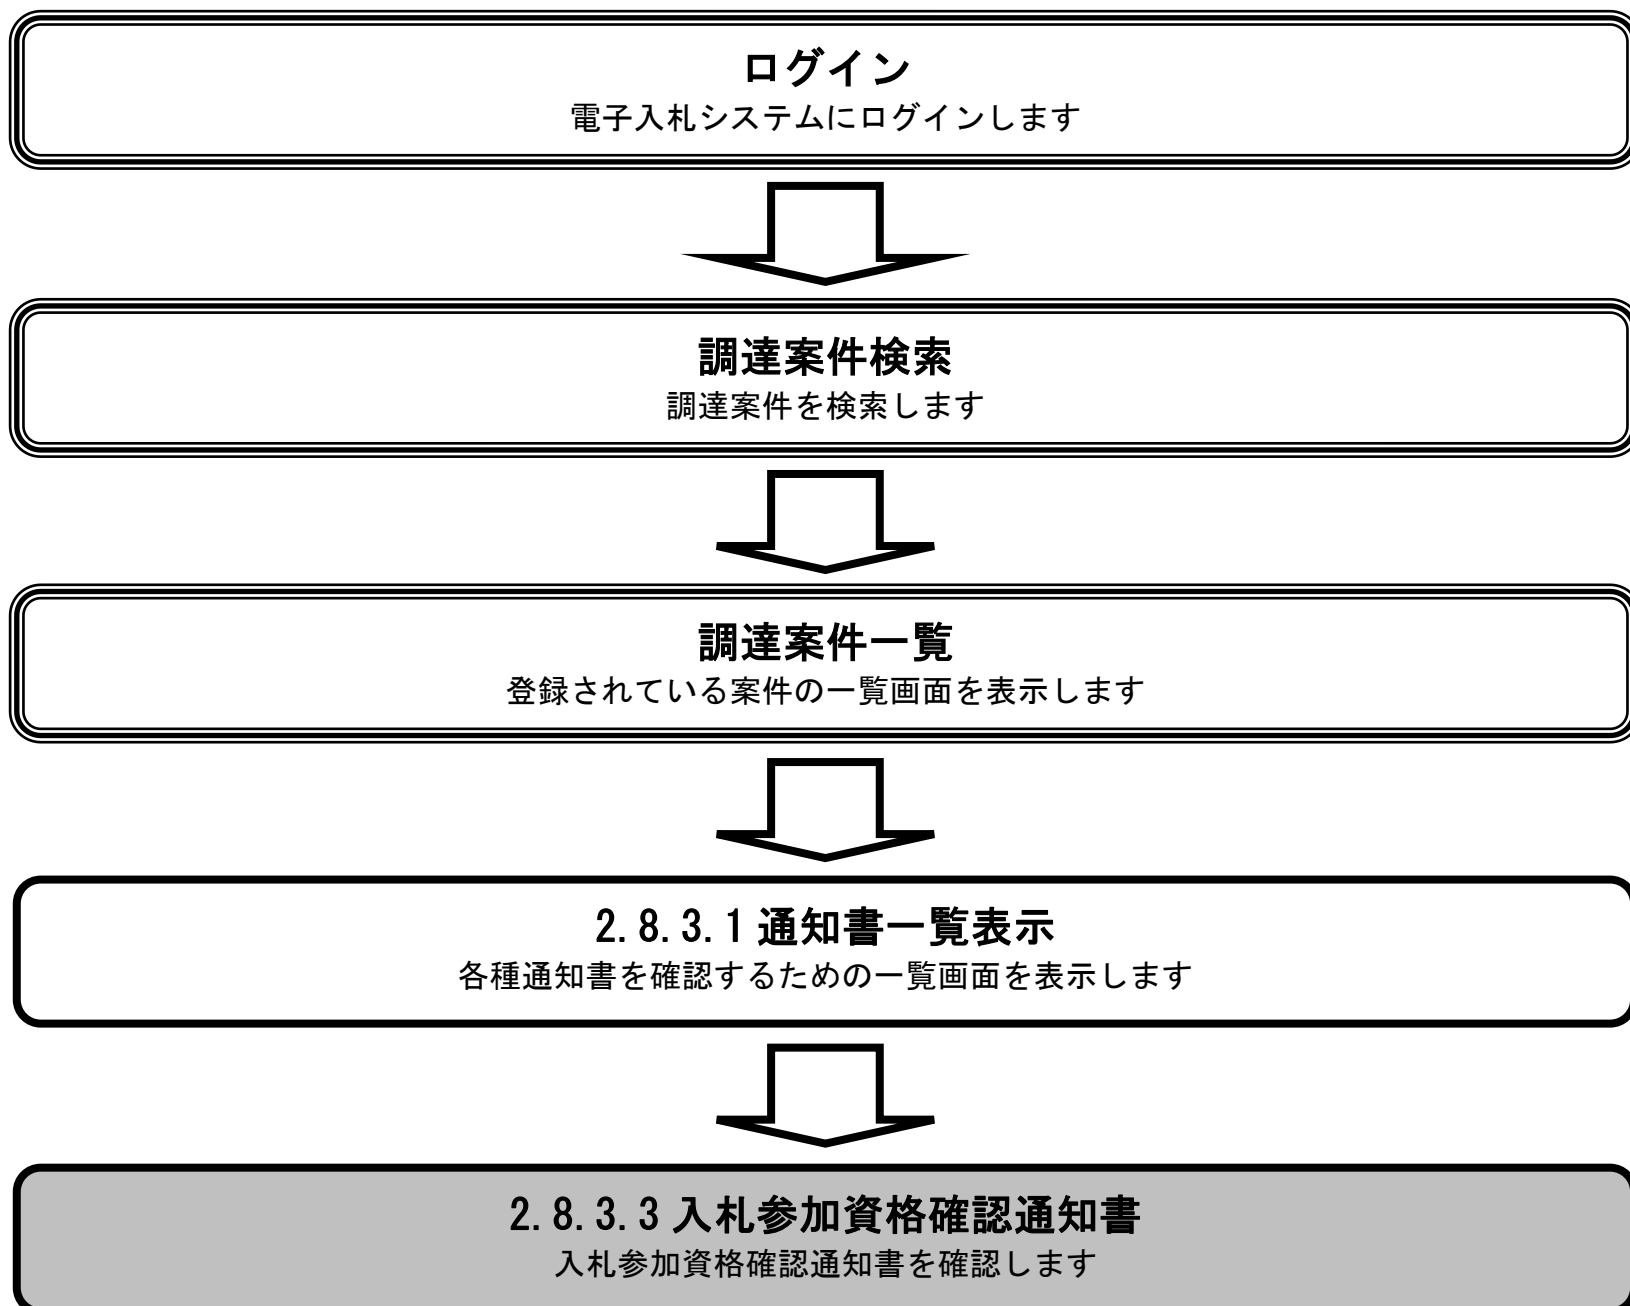 ログイン
電子入札システムにログインします
調達案件検索
調達案件を検索します
調達案件一覧
登録されている案件の一覧画面を表示します
2.8.3.1 通知書一覧表示
各種通知書を確認するための一覧画面を表示します
2.8.3.3 入札参加資格確認通知書
入札参加資格確認通知書を確認します